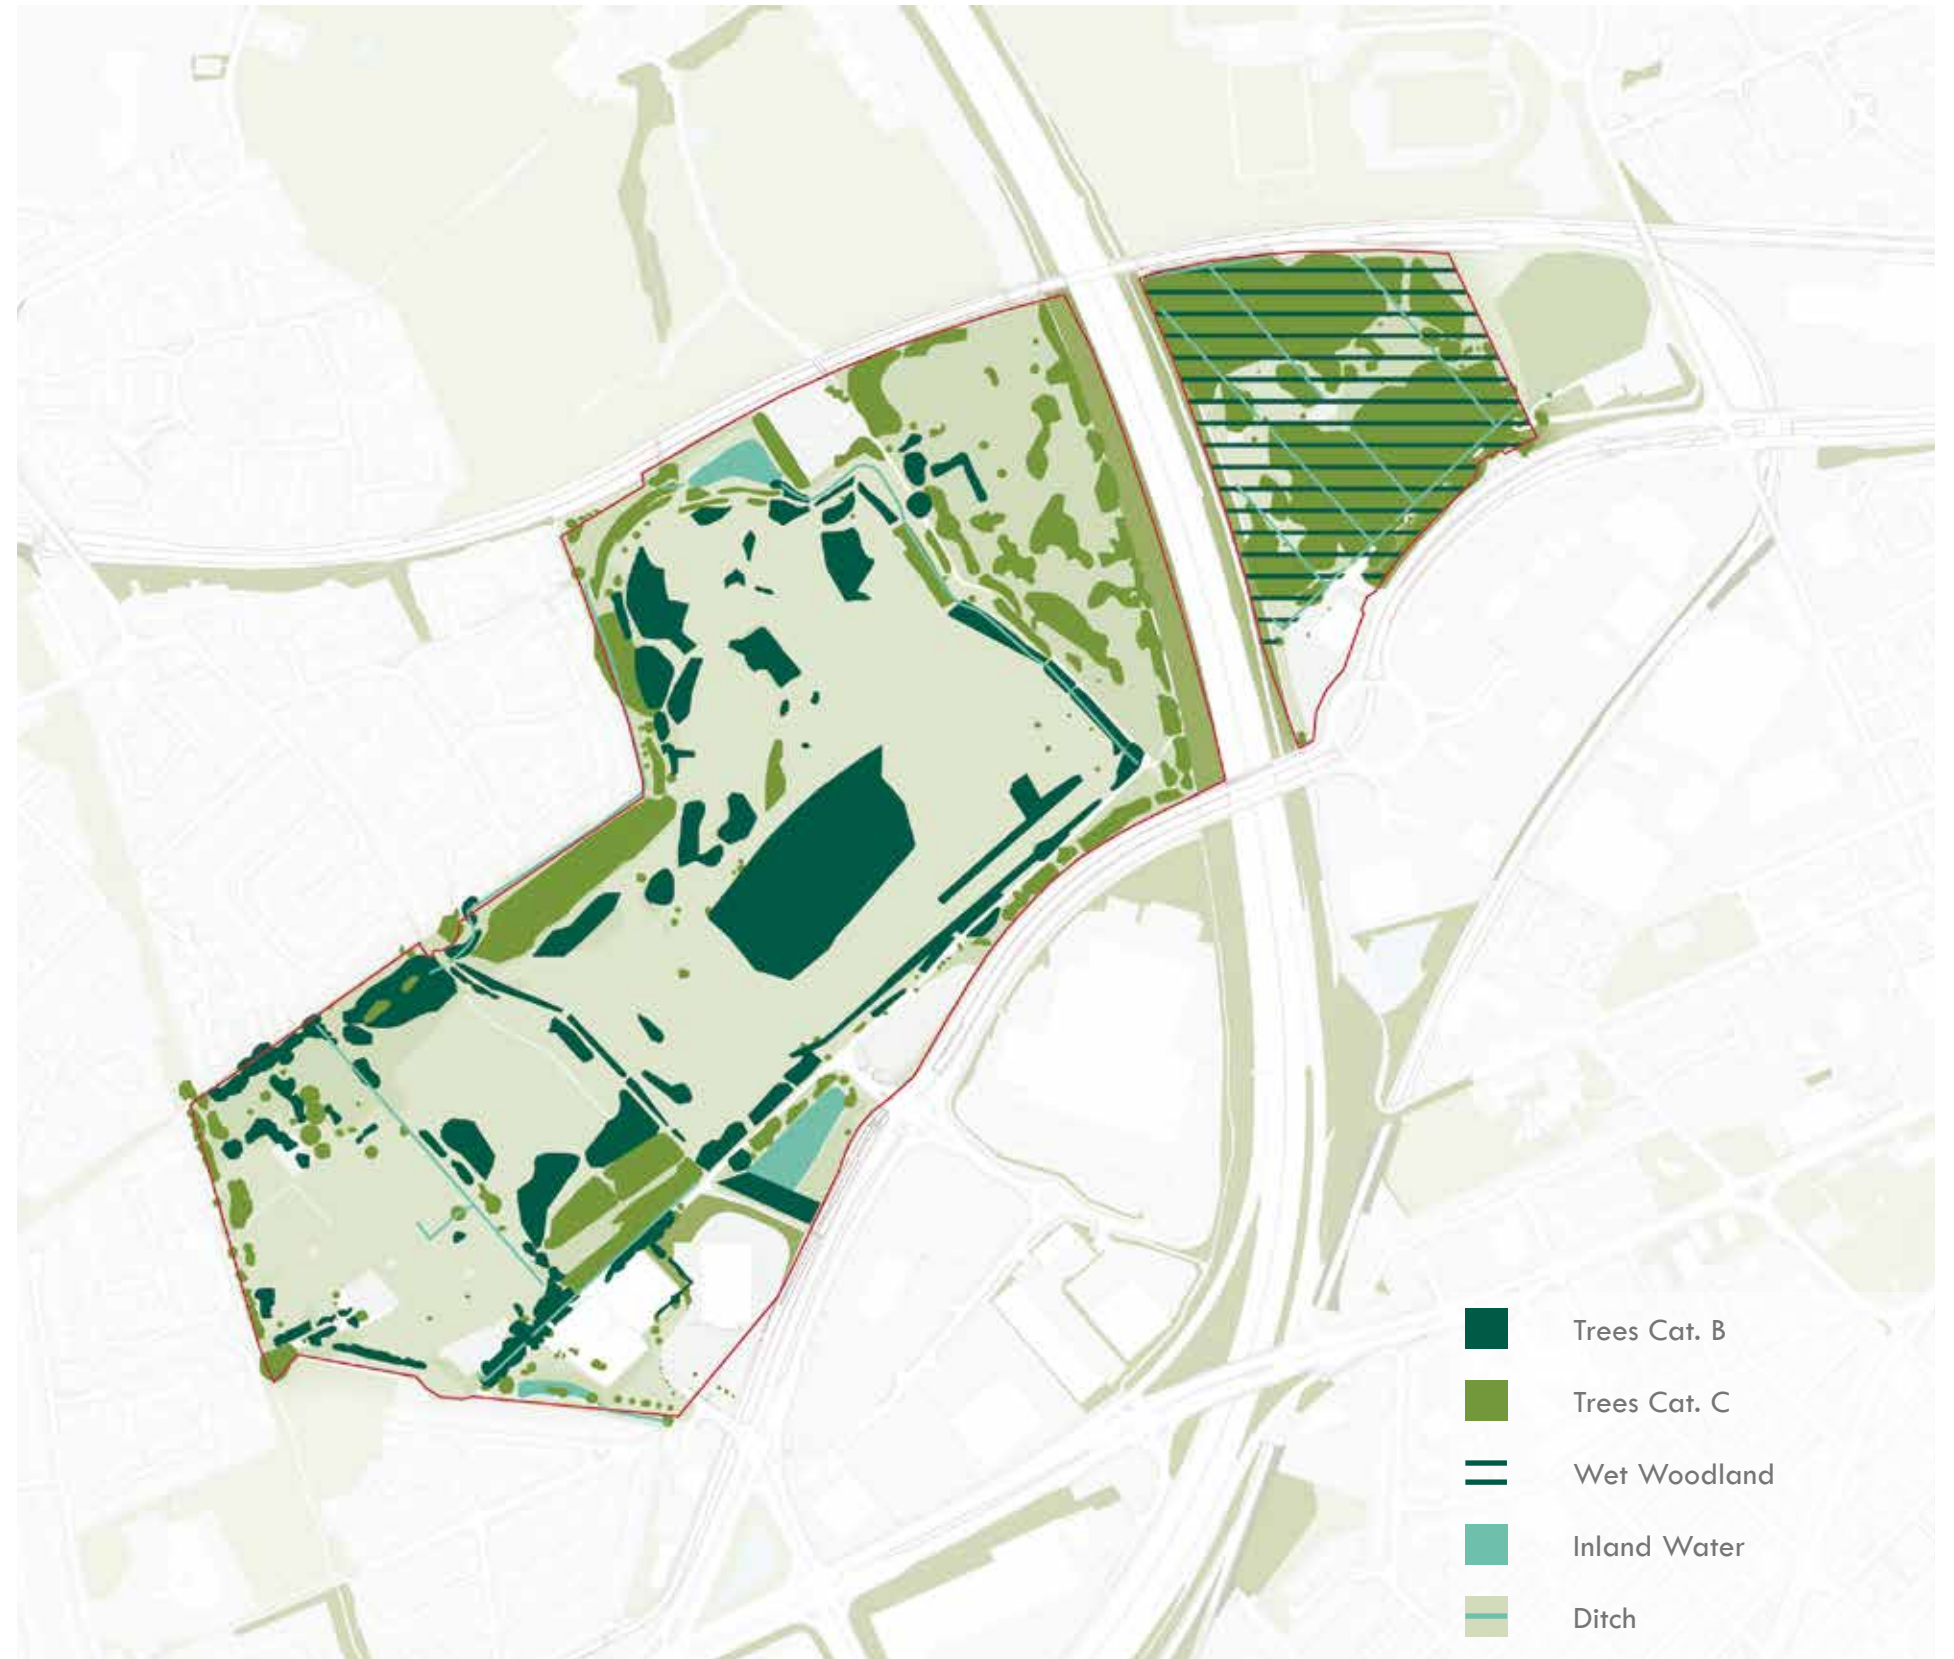 Trees Cat. B
Trees Cat. C
Wet Woodland
Inland Water
Ditch